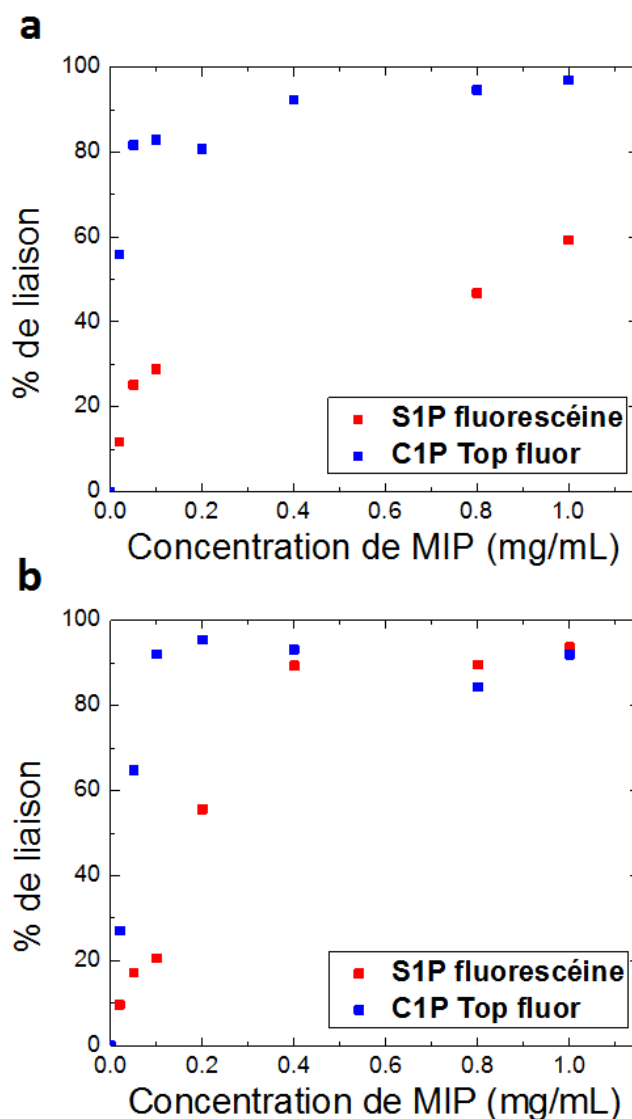 a
100
80
60
40
20
0
% de liaison
S1P fluorescéine
C1P Top fluor
0.0 0.2 0.4 0.6 0.8 1.0
Concentration de MIP (mg/mL)
b
100
80
60
40
20
0
% de liaison
S1P fluorescéine
C1P Top fluor
0.0 0.2 0.4 0.6 0.8 1.0
Concentration de MIP (mg/mL)